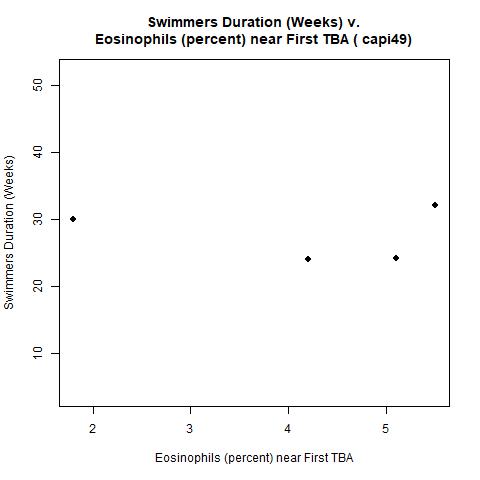 Swimmers Duration (Weeks) v.
Eosinophils (percent) near First TBA ( capi49)
Swimmers Duration (Weeks)
50
40
30
20
10
2 3 4 5
Eosinophils (percent) near First TBA